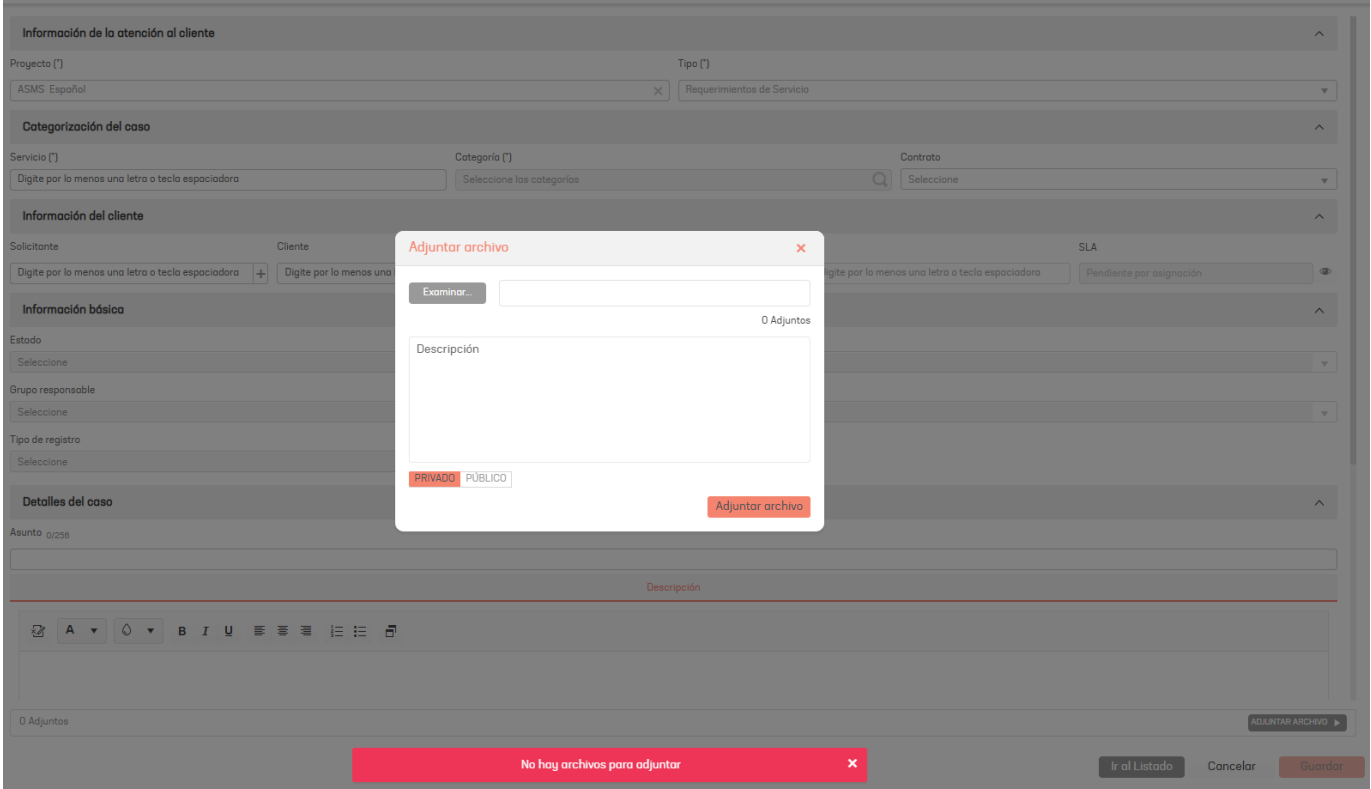 Información de la atención al cliente
Proyecto (*)
Tipo (*)
ASMS Español
Requerimientos de Servicio
Categorización del caso
Servicio (*)
Categoría (*)
Contrato
Digite por lo menos una letra o tecla espaciadora
Seleccione las categorías
Seleccione
Información del cliente
Solicitante
Cliente
SLA
Digite por lo menos una letra o tecla espaciadora
Digite por lo menos una
por lo menos una letra o tecla espaciadora
Pendiente por asignación
Información básica
Estado
Seleccione
Grupo responsable
Seleccione
Tipo de registro
Seleccione
Adjuntar archivo
Examinar...
0 Adjuntos
Descripción
PRIVADO PÚBLICO
Adjuntar archivo
Detalles del caso
Asunto 0/256
Descripción
A
B I U
0 Adjuntos
ADJUNTAR ARCHIVO
No hay archivos para adjuntar
Ir al Listado
Cancelar
Guardar